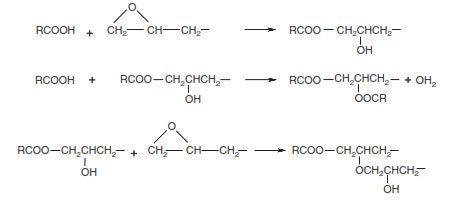 O
RCOOH + CH₂—CH—CH₂— → RCOO—CH₂CHCH₂—
OH
RCOOH + RCOO—CH₂CHCH₂— → RCOO—CH₂CHCH₂— + OH₂
OH OOCR
O
RCOO—CH₂CHCH₂— + CH₂—CH—CH₂— → RCOO—CH₂CHCH₂—
OH OCH₂CHCH₂—
OH